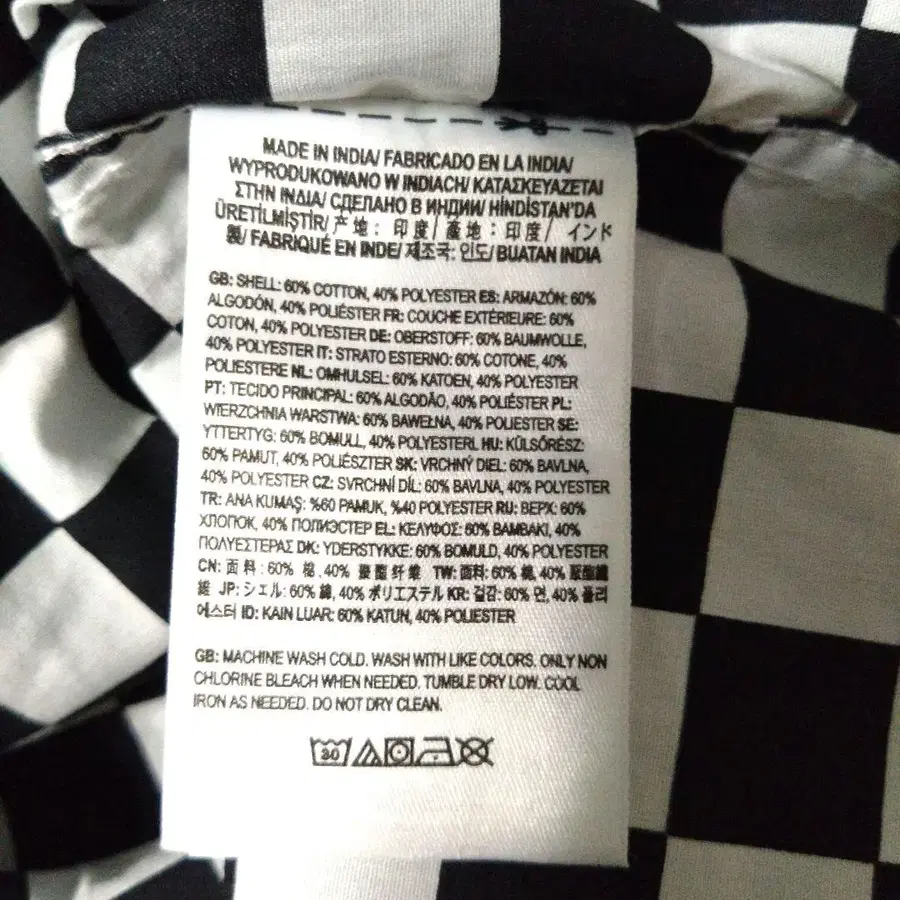 MADE IN INDIA/ FABRICADO EN LA INDIA/
WYPRODUKOWANO W INDIACH/ ΚΑΤΑΣΚΕΥΑΖΕΤΑΙ
ΣΤΗΝ ΙΝΔΙΑ/ СДЕЛАНО В ИНДИИ/ HİNDİSTAN'DA
ÜRETİLMİŞTİR/ 产地: 印度/ 產地: 印度/ インド
製/ FABRIQUÉ EN INDE/ 제조국: 인도/ BUATAN INDIA
GB: SHELL: 60% COTTON, 40% POLYESTER ES: ARMAZÓN: 60%
ALGODÓN, 40% POLIÉSTER FR: COUCHE EXTÉRIEURE: 60%
COTON, 40% POLYESTER DE: OBERSTOFF: 60% BAUMWOLLE,
40% POLYESTER IT: STRATO ESTERNO: 60% COTONE, 40%
POLIESTERE NL: OMHULSEL: 60% KATOEN, 40% POLYESTER
PT: TECIDO PRINCIPAL: 60% ALGODÃO, 40% POLIÉSTER PL:
WIERZCHNIA WARSTWA: 60% BAWEŁNA, 40% POLIESTER SE:
YTTERTYG: 60% BOMULL, 40% POLYESTERL HU: KÜLSŐRÉSZ:
60% PAMUT, 40% POLIÉSZTER SK: VRCHNÝ DIEL: 60% BAVLNA,
40% POLYESTER CZ: SVRCHNÍ DÍL: 60% BAVLNA, 40% POLYESTER
TR: ANA KUMAŞ: %60 PAMUK, %40 POLYESTER RU: ВЕРХ: 60%
ХЛОПОК, 40% ПОЛИЭСТЕР EL: ΚΕΛΥΦΟΣ: 60% ΒΑΜΒΑΚΙ, 40%
ΠΟΛΥΕΣΤΕΡΑΣ DK: YDERSTYKKE: 60% BOMULD, 40% POLYESTER
CN: 面料: 60% 棉, 40% 聚酯纤维 TW: 面料: 60% 棉, 40% 聚酯纖
維 JP: シェル: 60% 綿, 40% ポリエステル KR: 겉감: 60% 면, 40% 폴리
에스터 ID: KAIN LUAR: 60% KATUN, 40% POLIESTER
GB: MACHINE WASH COLD. WASH WITH LIKE COLORS. ONLY NON
CHLORINE BLEACH WHEN NEEDED. TUMBLE DRY LOW. COOL
IRON AS NEEDED. DO NOT DRY CLEAN.
30